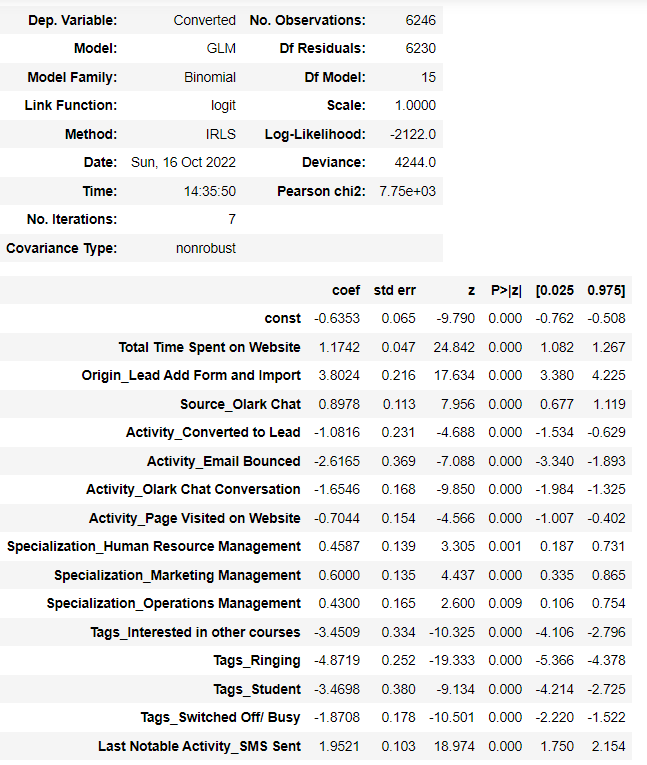 Dep. Variable: Converted No. Observations: 6246
Model: GLM Df Residuals: 6230
Model Family: Binomial Df Model: 15
Link Function: logit Scale: 1.0000
Method: IRLS Log-Likelihood: -2122.0
Date: Sun, 16 Oct 2022 Deviance: 4244.0
Time: 14:35:50 Pearson chi2: 7.75e+03
No. Iterations: 7
Covariance Type: nonrobust
coef std err z P>|z| [0.025 0.975]
const -0.6353 0.065 -9.790 0.000 -0.762 -0.508
Total Time Spent on Website 1.1742 0.047 24.842 0.000 1.082 1.267
Origin_Lead Add Form and Import 3.8024 0.216 17.634 0.000 3.380 4.225
Source_Olark Chat 0.8978 0.113 7.956 0.000 0.677 1.119
Activity_Converted to Lead -1.0816 0.231 -4.688 0.000 -1.534 -0.629
Activity_Email Bounced -2.6165 0.369 -7.088 0.000 -3.340 -1.893
Activity_Olark Chat Conversation -1.6546 0.168 -9.850 0.000 -1.984 -1.325
Activity_Page Visited on Website -0.7044 0.154 -4.566 0.000 -1.007 -0.402
Specialization_Human Resource Management 0.4587 0.139 3.305 0.001 0.187 0.731
Specialization_Marketing Management 0.6000 0.135 4.437 0.000 0.335 0.865
Specialization_Operations Management 0.4300 0.165 2.600 0.009 0.106 0.754
Tags_Interested in other courses -3.4509 0.334 -10.325 0.000 -4.106 -2.796
Tags_Ringing -4.8719 0.252 -19.333 0.000 -5.366 -4.378
Tags_Student -3.4698 0.380 -9.134 0.000 -4.214 -2.725
Tags_Switched Off/ Busy -1.8708 0.178 -10.501 0.000 -2.220 -1.522
Last Notable Activity_SMS Sent 1.9521 0.103 18.974 0.000 1.750 2.154